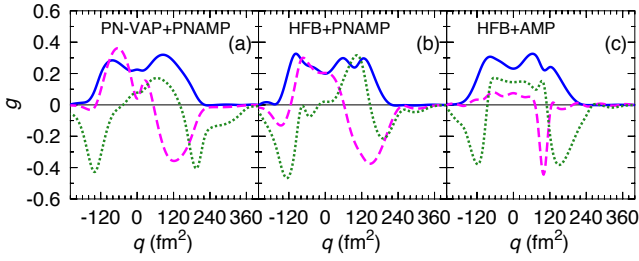 0.6
0.4
0.2
0
-0.2
-0.4
-0.6
g
PN-VAP+PNAMP
(a)
HFB+PNAMP
(b)
HFB+AMP
(c)
-120 0 120 240 360
-120 0 120 240 360
-120 0 120 240 360
q (fm²)
q (fm²)
q (fm²)